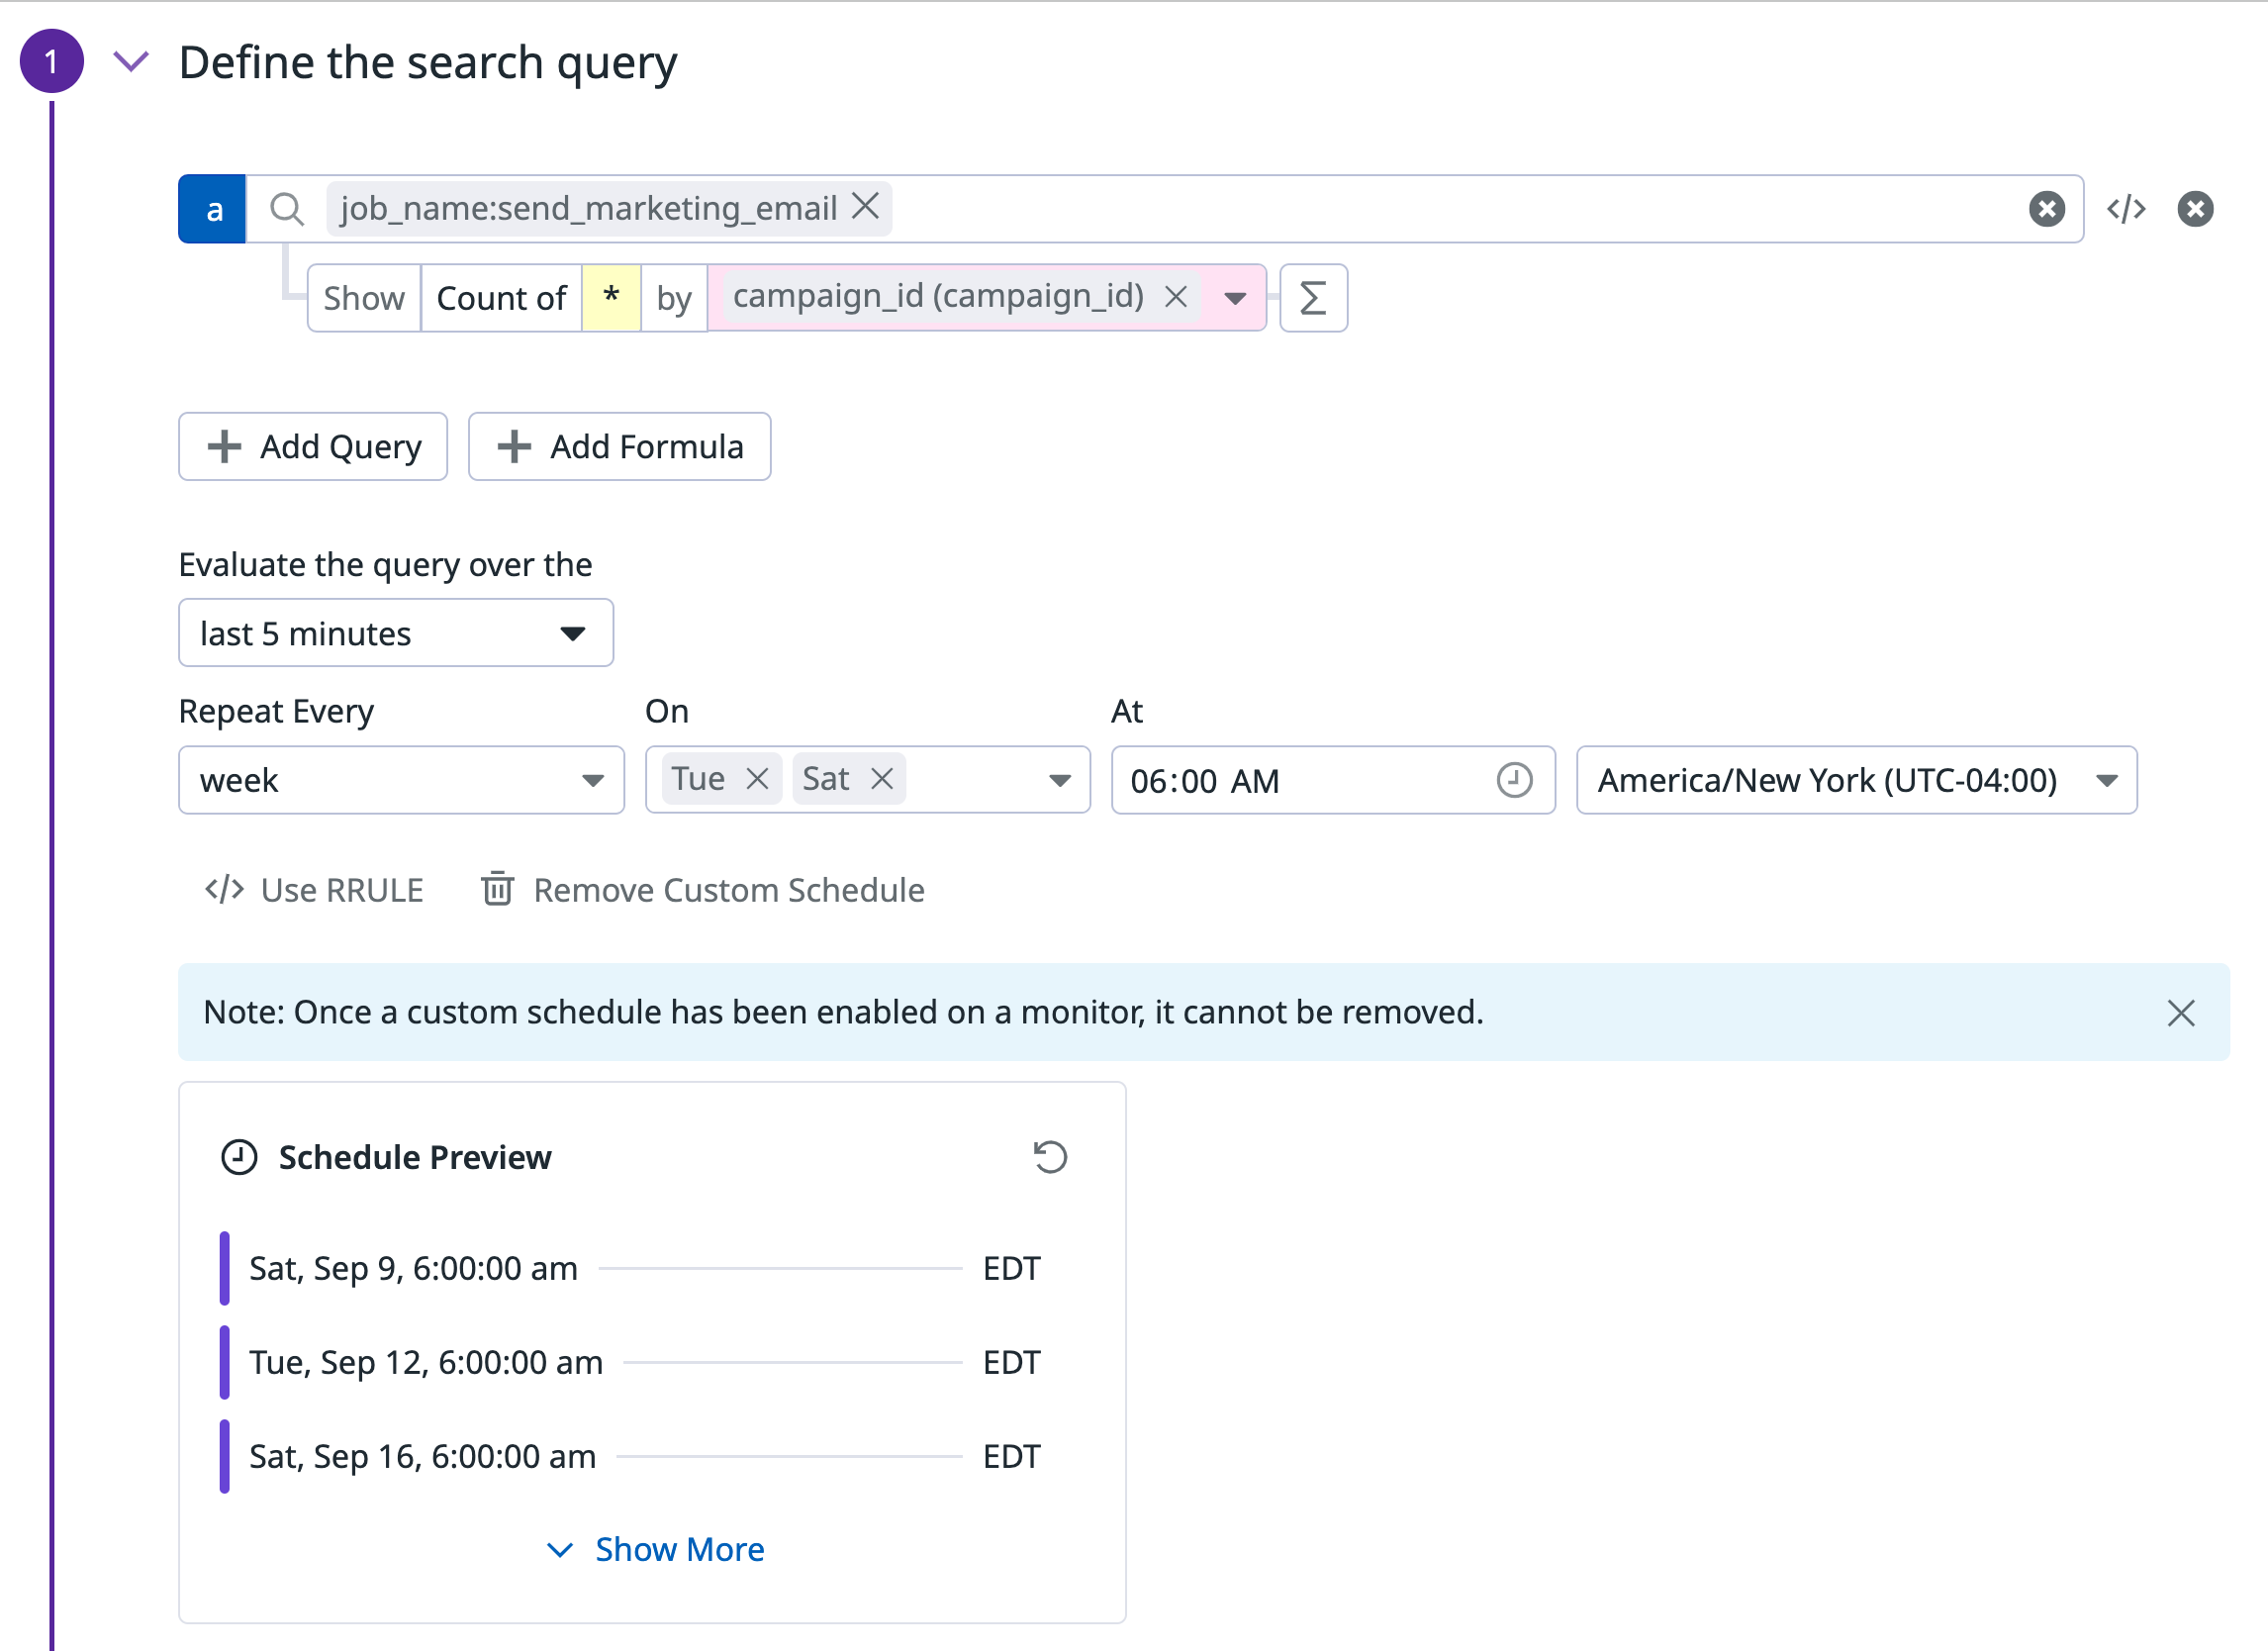 1 Define the search query
a job_name:send_marketing_email
Show Count of * by campaign_id (campaign_id) Σ
Add Query Add Formula
Evaluate the query over the
last 5 minutes
Repeat Every On At
week Tue Sat 06:00 AM America/New York (UTC-04:00)
</> Use RRULE Remove Custom Schedule
Note: Once a custom schedule has been enabled on a monitor, it cannot be removed.
Schedule Preview
Sat, Sep 9, 6:00:00 am EDT
Tue, Sep 12, 6:00:00 am EDT
Sat, Sep 16, 6:00:00 am EDT
Show More